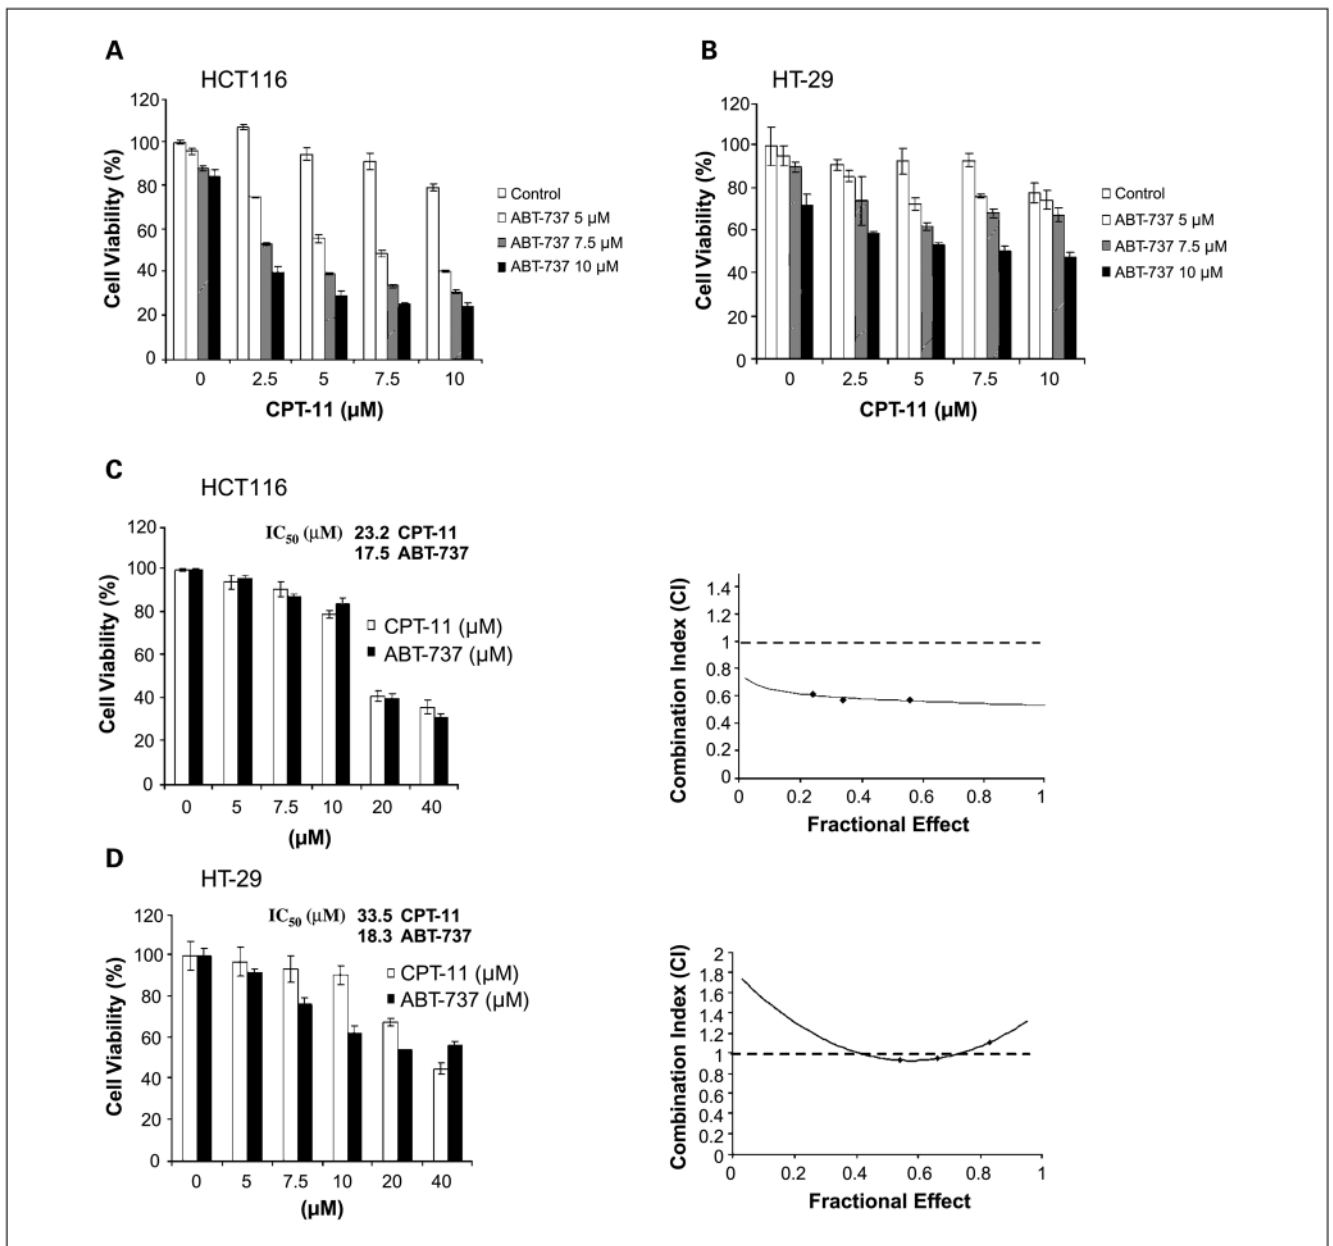 A
HCT116
120
100
80
60
40
20
0
Cell Viability (%)
0 2.5 5 7.5 10
CPT-11 (µM)
Control
ABT-737 5 µM
ABT-737 7.5 µM
ABT-737 10 µM
B
HT-29
120
100
80
60
40
20
0
Cell Viability (%)
0 2.5 5 7.5 10
CPT-11 (µM)
Control
ABT-737 5 µM
ABT-737 7.5 µM
ABT-737 10 µM
C
HCT116
IC50 (µM) 23.2 CPT-11
17.5 ABT-737
120
100
80
60
40
20
0
Cell Viability (%)
CPT-11 (µM)
ABT-737 (µM)
0 5 7.5 10 20 40
(µM)
1.4
1.2
1
0.8
0.6
0.4
0.2
0
Combination Index (CI)
0 0.2 0.4 0.6 0.8 1
Fractional Effect
D
HT-29
IC50 (µM) 33.5 CPT-11
18.3 ABT-737
120
100
80
60
40
20
0
Cell Viability (%)
CPT-11 (µM)
ABT-737 (µM)
0 5 7.5 10 20 40
(µM)
2
1.8
1.6
1.4
1.2
1
0.8
0.6
0.4
0.2
0
Combination Index (CI)
0 0.2 0.4 0.6 0.8 1
Fractional Effect